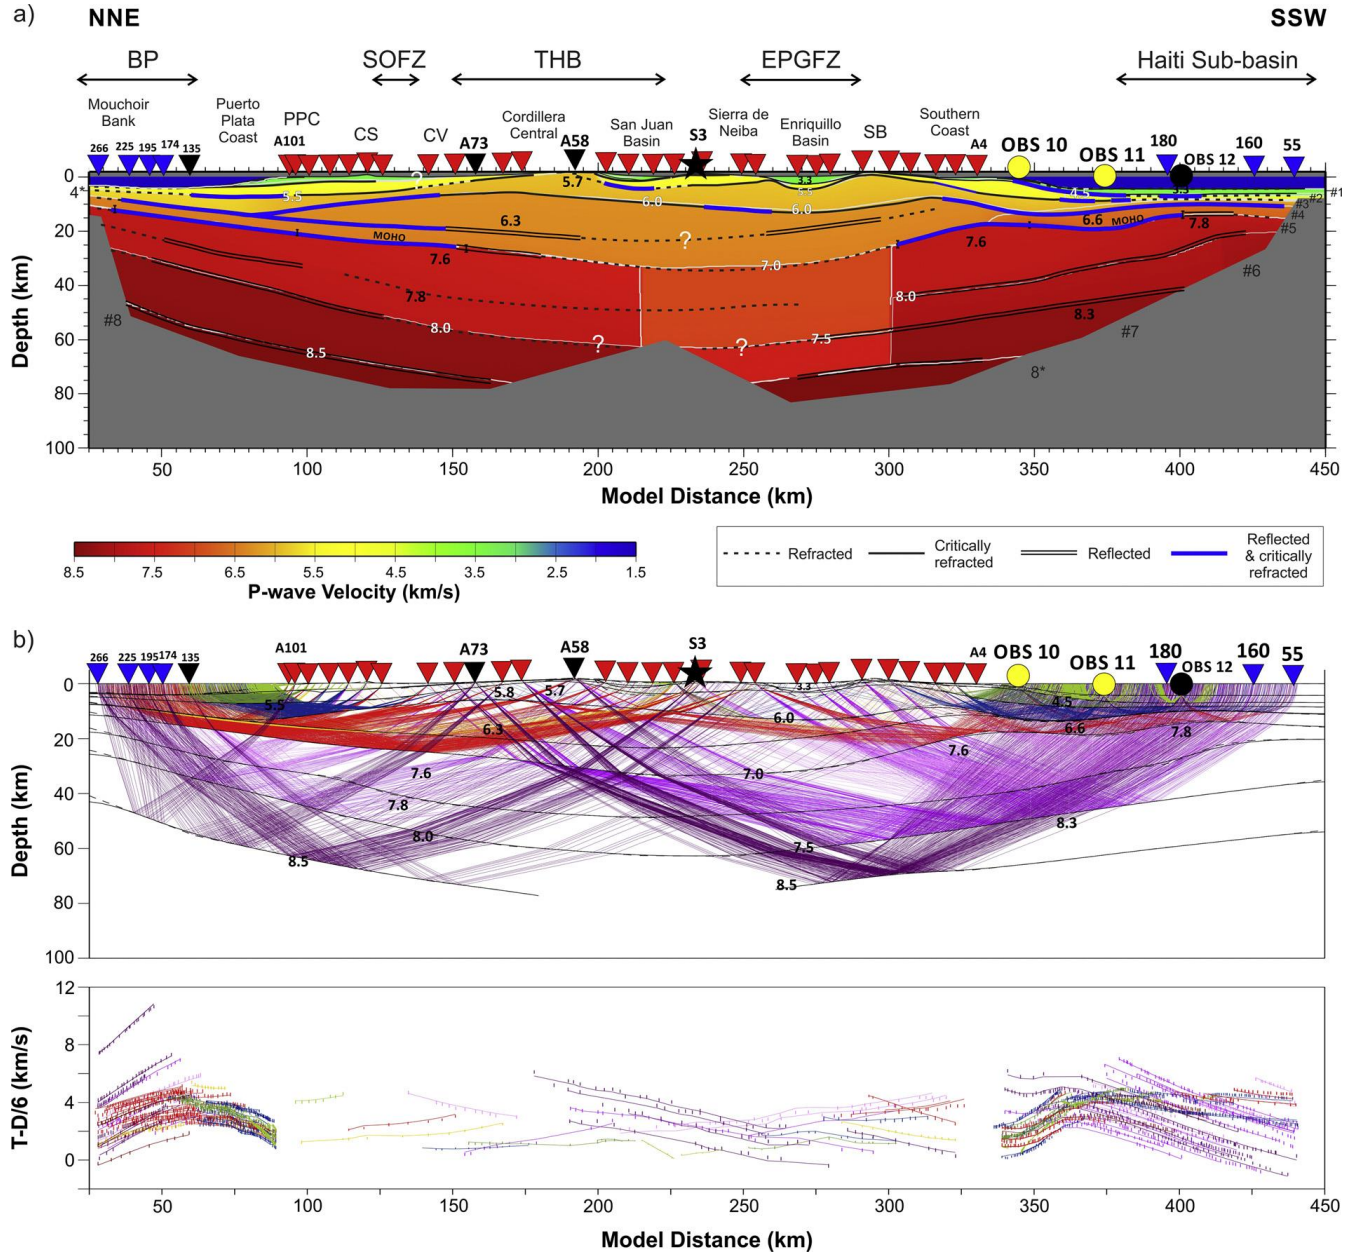 a)
NNE
SSW
BP
SOFZ
THB
EPGFZ
Haiti Sub-basin
Mouchoir
Bank
Puerto
Plata
Coast
PPC
CS
CV
Cordillera
Central
San Juan
Basin
Sierra de
Neiba
Enriquillo
Basin
SB
Southern
Coast
266
225
195
174
135
A101
A73
A58
S3
A4
OBS 10
OBS 11
180
OBS 12
160
55
0
4*
20
40
60
80
100
Depth (km)
?
5.7
3.3
5.5
4.5
3.3
#1
#2
#3
#4
#5
#6
#7
#8
8*
5.5
6.0
6.0
6.3
?
MOHO
7.6
7.0
7.6
6.6
MOHO
7.8
7.8
8.0
8.0
8.3
?
?
7.5
8.5
50
100
150
200
250
300
350
400
450
Model Distance (km)
8.5
7.5
6.5
5.5
4.5
3.5
2.5
1.5
P-wave Velocity (km/s)
Refracted
Critically
refracted
Reflected
Reflected
& critically
refracted
b)
266
225
195
174
135
A101
A73
A58
S3
A4
OBS 10
OBS 11
180
OBS 12
160
55
0
20
40
60
80
100
Depth (km)
5.5
5.8
5.7
3.3
4.5
6.3
6.0
6.6
7.8
7.6
7.6
7.0
7.8
8.0
8.3
7.5
8.5
8.5
12
8
4
0
T-D/6 (km/s)
50
100
150
200
250
300
350
400
450
Model Distance (km)